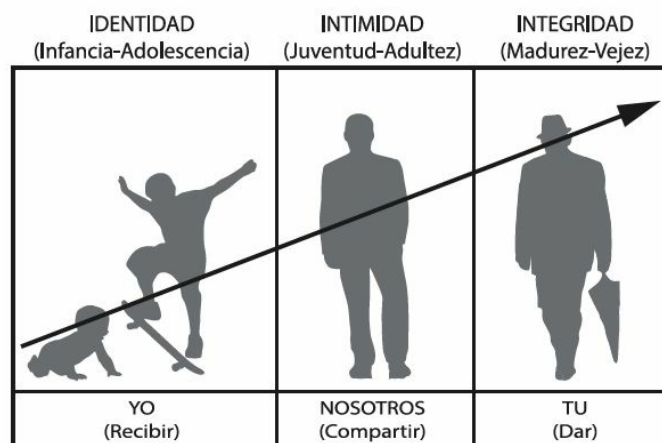 IDENTIDAD
(Infancia-Adolescencia)
INTIMIDAD
(Juventud-Adultez)
INTEGRIDAD
(Madurez-Vejez)
YO
(Recibir)
NOSOTROS
(Compartir)
TU
(Dar)